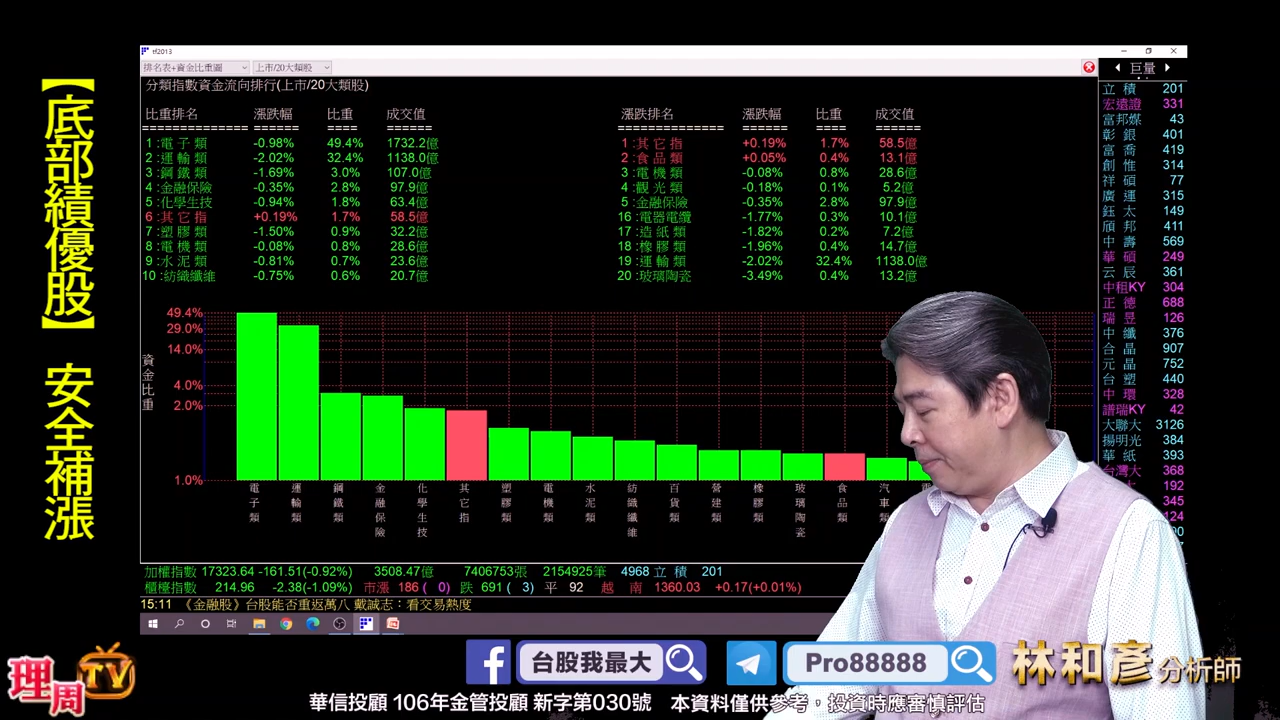 【底部績優股】 安全補漲
tf2013
排名表+資金比重圖 上市/20大類股
分類指數資金流向排行(上市/20大類股)
比重排名 漲跌幅 比重 成交值
1 :電 子 類 -0.98% 49.4% 1732.2億
2 :運 輸 類 -2.02% 32.4% 1138.0億
3 :鋼 鐵 類 -1.69% 3.0% 107.0億
4 :金融保險 -0.35% 2.8% 97.9億
5 :化學生技 -0.94% 1.8% 63.4億
6 :其 它 指 +0.19% 1.7% 58.5億
7 :塑 膠 類 -1.50% 0.9% 32.2億
8 :電 機 類 -0.08% 0.8% 28.6億
9 :水 泥 類 -0.81% 0.7% 23.6億
10 :紡織纖維 -0.75% 0.6% 20.7億
漲跌排名 漲跌幅 比重 成交值
1 :其 它 指 +0.19% 1.7% 58.5億
2 :食 品 類 +0.05% 0.4% 13.1億
3 :電 機 類 -0.08% 0.8% 28.6億
4 :觀 光 類 -0.18% 0.1% 5.2億
5 :金融保險 -0.35% 2.8% 97.9億
16 :電器電纜 -1.77% 0.3% 10.1億
17 :造 紙 類 -1.82% 0.2% 7.2億
18 :橡 膠 類 -1.96% 0.4% 14.7億
19 :運 輸 類 -2.02% 32.4% 1138.0億
20 :玻璃陶瓷 -3.49% 0.4% 13.2億
巨量
立 積 201
宏遠證 331
富邦媒 43
彰 銀 401
富 喬 419
創 惟 314
祥 碩 77
廣 運 315
鈺 太 149
頎 邦 411
中 壽 569
華 碩 249
云 辰 361
中租KY 304
正 德 688
瑞 昱 126
中 纖 376
合 晶 907
元 晶 752
台 塑 440
中 環 328
譜瑞KY 42
大聯大 3126
揚明光 384
華 紙 393
台灣大 368
大 192
345
124
資金比重
49.4%
29.0%
14.0%
4.0%
2.0%
1.0%
電子類 運輸類 鋼鐵類 金融保險 化學生技 其它指 塑膠類 電機類 水泥類 紡織纖維 百貨類 營建類 橡膠類 玻璃陶瓷 食品類 汽車類
加權指數 17323.64 -161.51(-0.92%) 3508.47億 7406753張 2154925筆 4968 立 積 201
櫃檯指數 214.96 -2.38(-1.09%) 市漲 186 ( 0) 跌 691 ( 3) 平 92 越 南 1360.03 +0.17(+0.01%)
15:11 《金融股》台股能否重返萬八 戴誠志：看交易熱度
理周TV
台股我最大
Pro88888
林和彥 分析師
華信投顧 106年金管投顧 新字第030號 本資料僅供參考，投資時應審慎評估